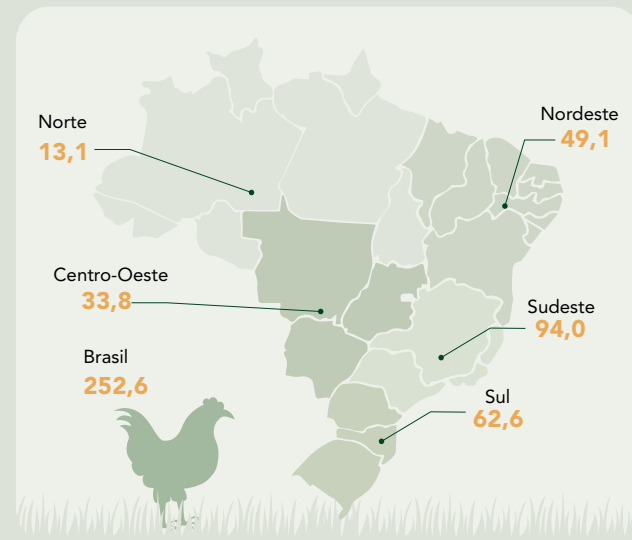 Norte
13,1
Nordeste
49,1
Centro-Oeste
33,8
Sudeste
94,0
Brasil
252,6
Sul
62,6